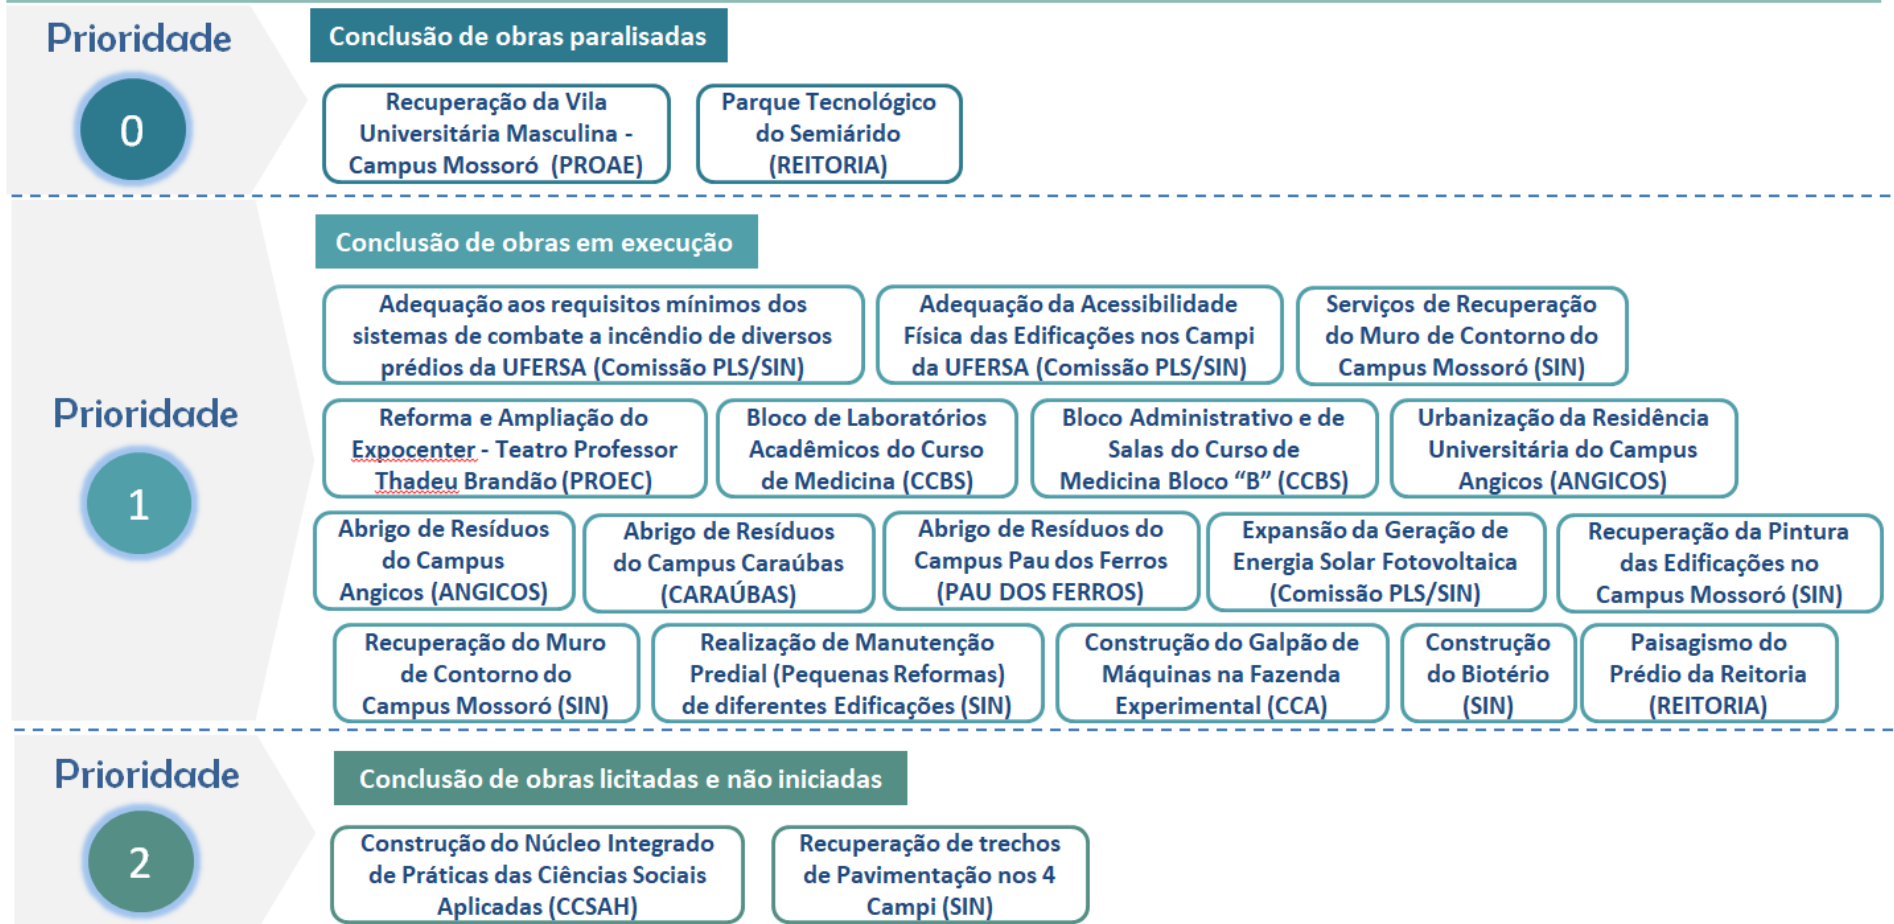 Prioridade
0
Conclusão de obras paralisadas
Recuperação da Vila
Universitária Masculina -
Campus Mossoró (PROAE)
Parque Tecnológico
do Semiárido
(REITORIA)
Prioridade
1
Conclusão de obras em execução
Adequação aos requisitos mínimos dos
sistemas de combate a incêndio de diversos
prédios da UFERSA (Comissão PLS/SIN)
Adequação da Acessibilidade
Física das Edificações nos Campi
da UFERSA (Comissão PLS/SIN)
Serviços de Recuperação
do Muro de Contorno do
Campus Mossoró (SIN)
Reforma e Ampliação do
Expocenter - Teatro Professor
Thadeu Brandão (PROEC)
Bloco de Laboratórios
Acadêmicos do Curso
de Medicina (CCBS)
Bloco Administrativo e de
Salas do Curso de
Medicina Bloco “B” (CCBS)
Urbanização da Residência
Universitária do Campus
Angicos (ANGICOS)
Abrigo de Resíduos
do Campus
Angicos (ANGICOS)
Abrigo de Resíduos
do Campus Caraúbas
(CARAÚBAS)
Abrigo de Resíduos do
Campus Pau dos Ferros
(PAU DOS FERROS)
Expansão da Geração de
Energia Solar Fotovoltaica
(Comissão PLS/SIN)
Recuperação da Pintura
das Edificações no
Campus Mossoró (SIN)
Recuperação do Muro
de Contorno do
Campus Mossoró (SIN)
Realização de Manutenção
Predial (Pequenas Reformas)
de diferentes Edificações (SIN)
Construção do Galpão de
Máquinas na Fazenda
Experimental (CCA)
Construção
do Biotério
(SIN)
Paisagismo do
Prédio da Reitoria
(REITORIA)
Prioridade
2
Conclusão de obras licitadas e não iniciadas
Construção do Núcleo Integrado
de Práticas das Ciências Sociais
Aplicadas (CCSAH)
Recuperação de trechos
de Pavimentação nos 4
Campi (SIN)